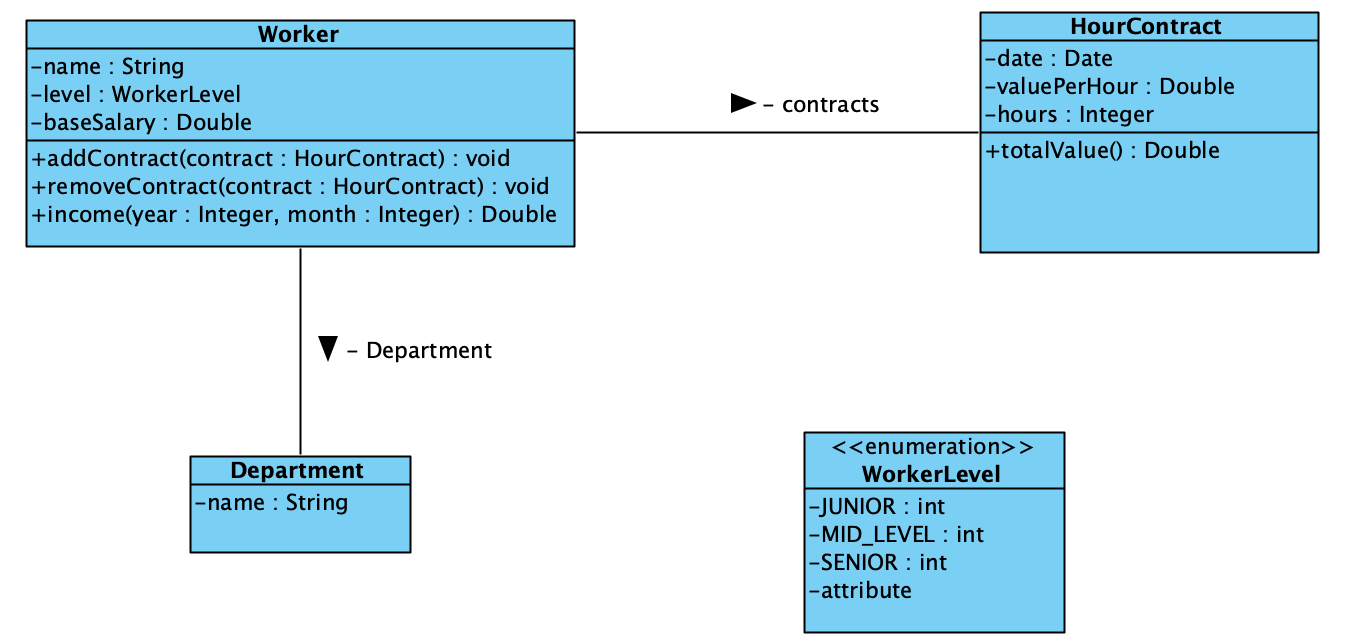 Worker
-name : String
-level : WorkerLevel
-baseSalary : Double
+addContract(contract : HourContract) : void
+removeContract(contract : HourContract) : void
+income(year : Integer, month : Integer) : Double
- contracts
HourContract
-date : Date
-valuePerHour : Double
-hours : Integer
+totalValue() : Double
- Department
Department
-name : String
<<enumeration>>
WorkerLevel
-JUNIOR : int
-MID_LEVEL : int
-SENIOR : int
-attribute